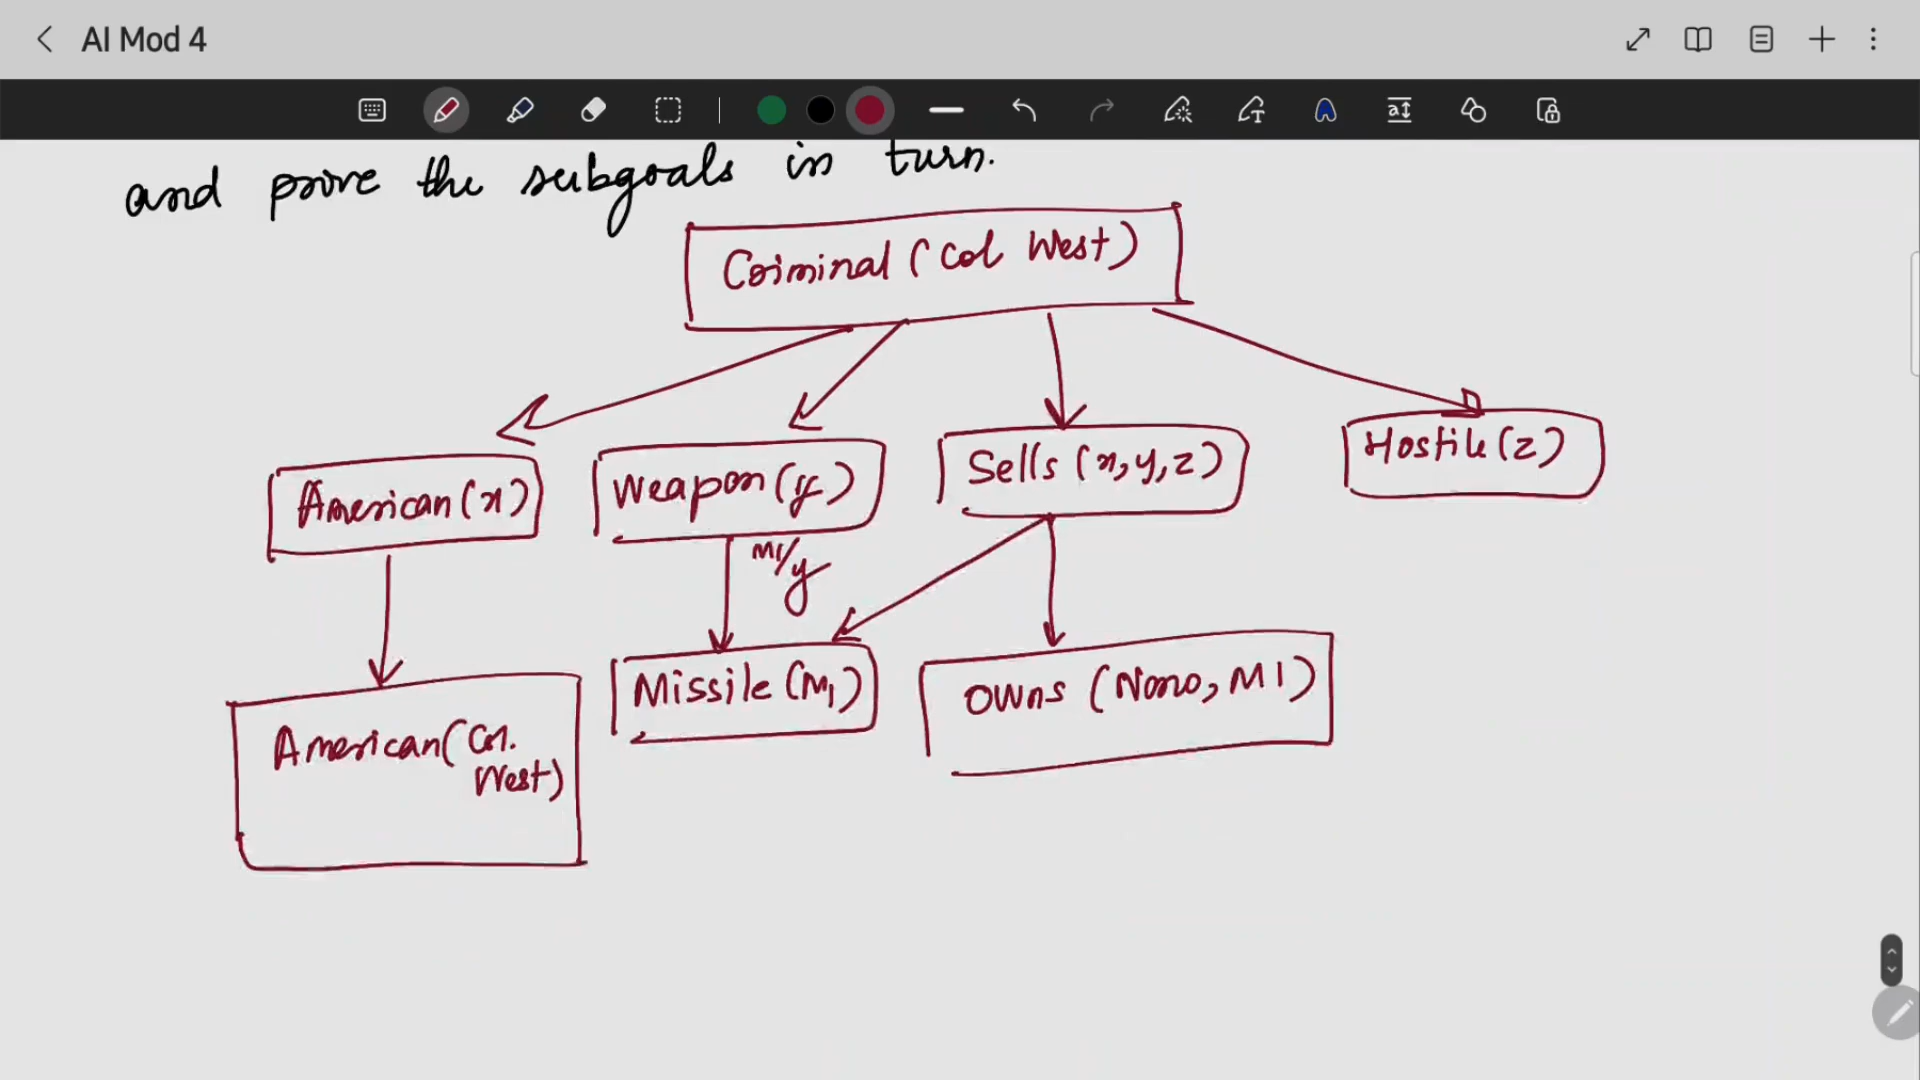 AI Mod 4
and prove the subgoals in turn.
Criminal (Col West)
American(x)
Weapon(y)
Sells (x,y,z)
Hostile(z)
M1/y
American(Col.
West)
Missile(M1)
Owns (Nono, M1)